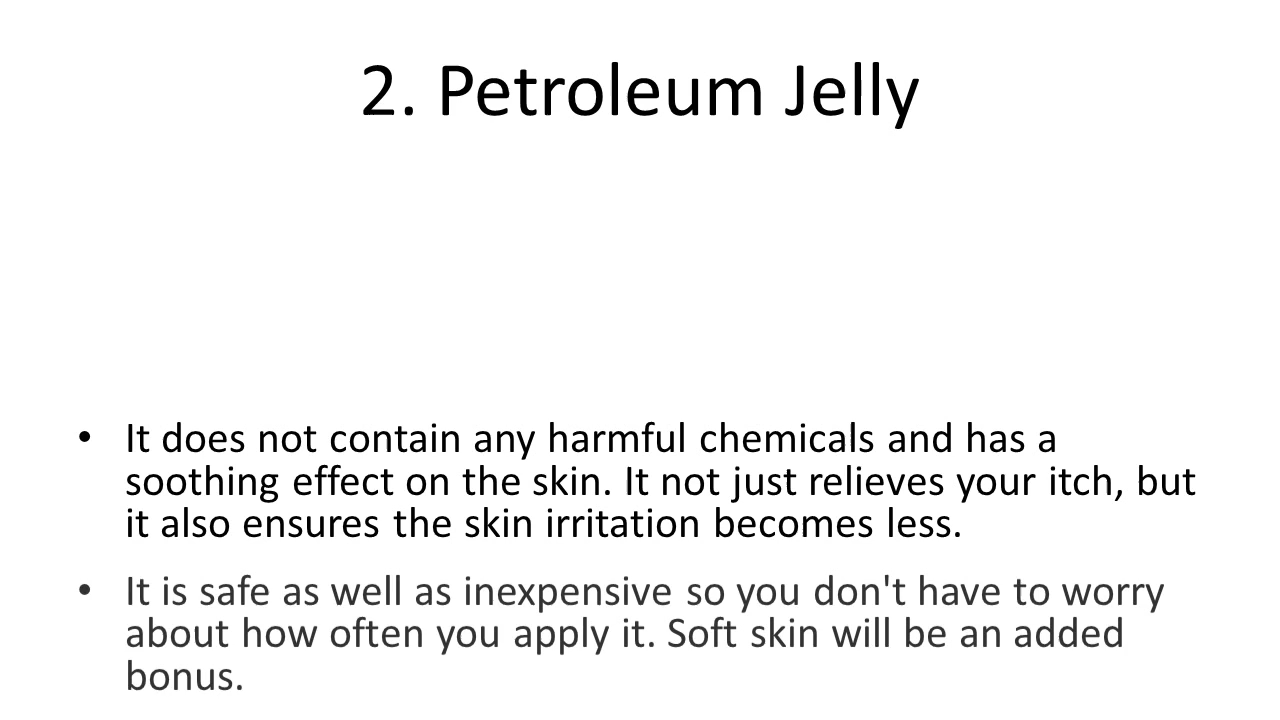 2. Petroleum Jelly
• It does not contain any harmful chemicals and has a
soothing effect on the skin. It not just relieves your itch, but
it also ensures the skin irritation becomes less.
• It is safe as well as inexpensive so you don't have to worry
about how often you apply it. Soft skin will be an added
bonus.